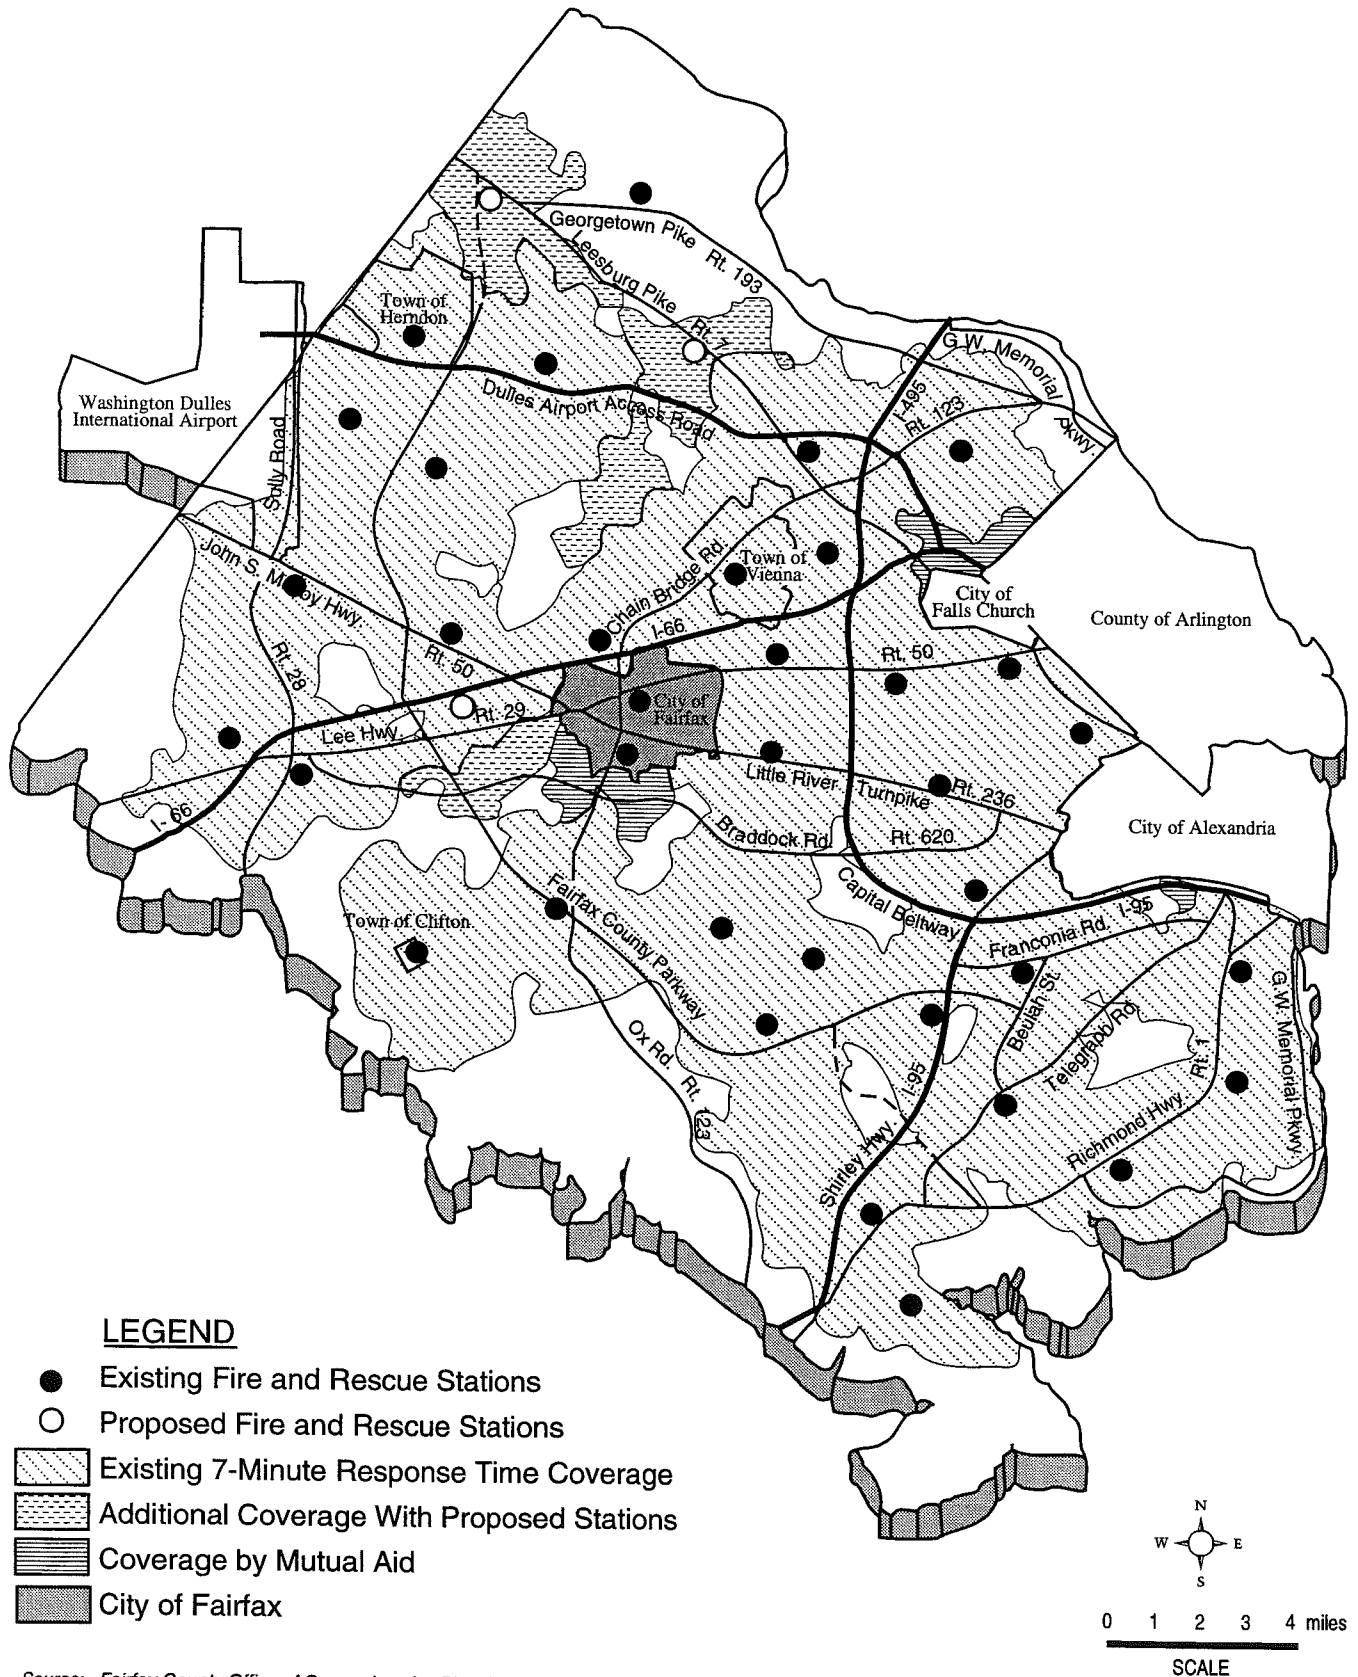 Georgetown Pike Rt. 193
Leesburg Pike Rt. 7
Town of
Herndon
G.W. Memorial Pkwy.
I-495
Rt. 123
Washington Dulles
International Airport
Dulles Airport Access Road
Sully Road
John S. Mosby Hwy.
Town of
Vienna
Chain Bridge Rd.
City of
Falls Church
County of Arlington
I-66
Rt. 50
Rt. 50
Rt. 28
City of
Fairfax
Rt. 29
Lee Hwy.
Little River Turnpike
Rt. 236
I-66
Braddock Rd.
Rt. 620
City of Alexandria
Capital Beltway
I-95
Fairfax County Parkway
Town of Clifton
Franconia Rd.
Beulah St.
Telegraph Rd.
G.W. Memorial Pkwy.
Ox Rd. Rt. 123
I-95
Rt. 1
Richmond Hwy.
Shirley Hwy.
LEGEND
Existing Fire and Rescue Stations
Proposed Fire and Rescue Stations
Existing 7-Minute Response Time Coverage
Additional Coverage With Proposed Stations
Coverage by Mutual Aid
City of Fairfax
N
W E
S
0 1 2 3 4 miles
SCALE